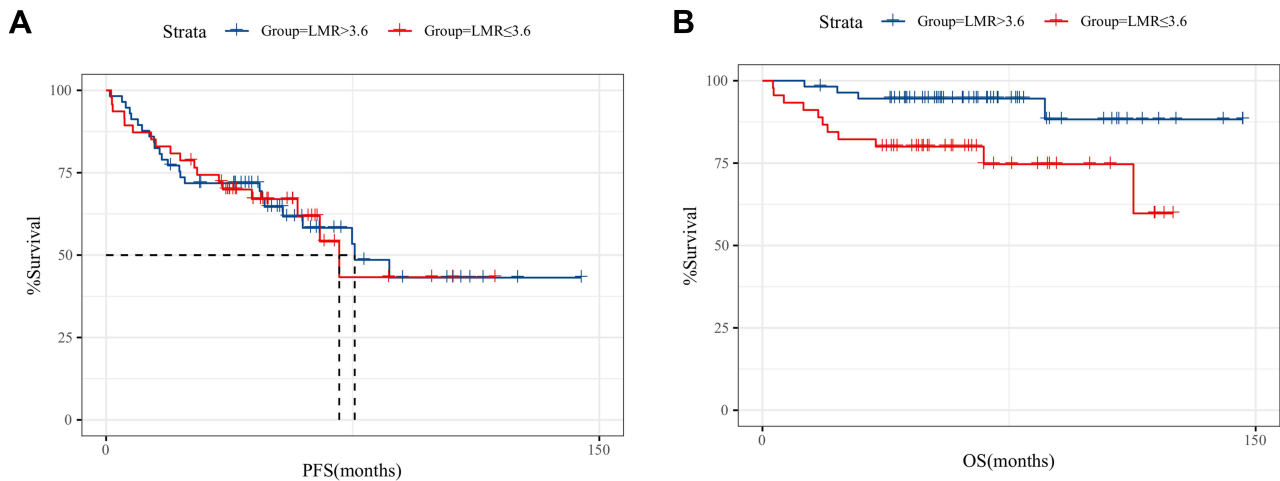 A
Strata Group=LMR>3.6 Group=LMR≤3.6
100
75
50
25
0
%Survival
0 150
PFS(months)
B
Strata Group=LMR>3.6 Group=LMR≤3.6
100
75
50
25
0
%Survival
0 150
OS(months)